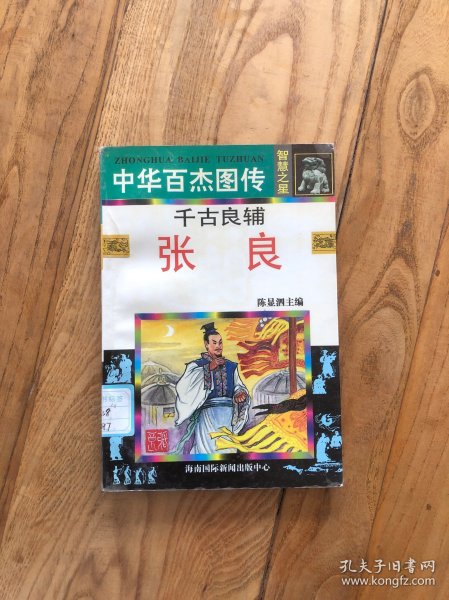 ZHONGHUA BAIJIE TUZHUAN
中华百杰图传
智慧之星
千古良辅
张 良
陈显泗主编
海南国际新闻出版中心
孔夫子旧书网
www.kongfz.com